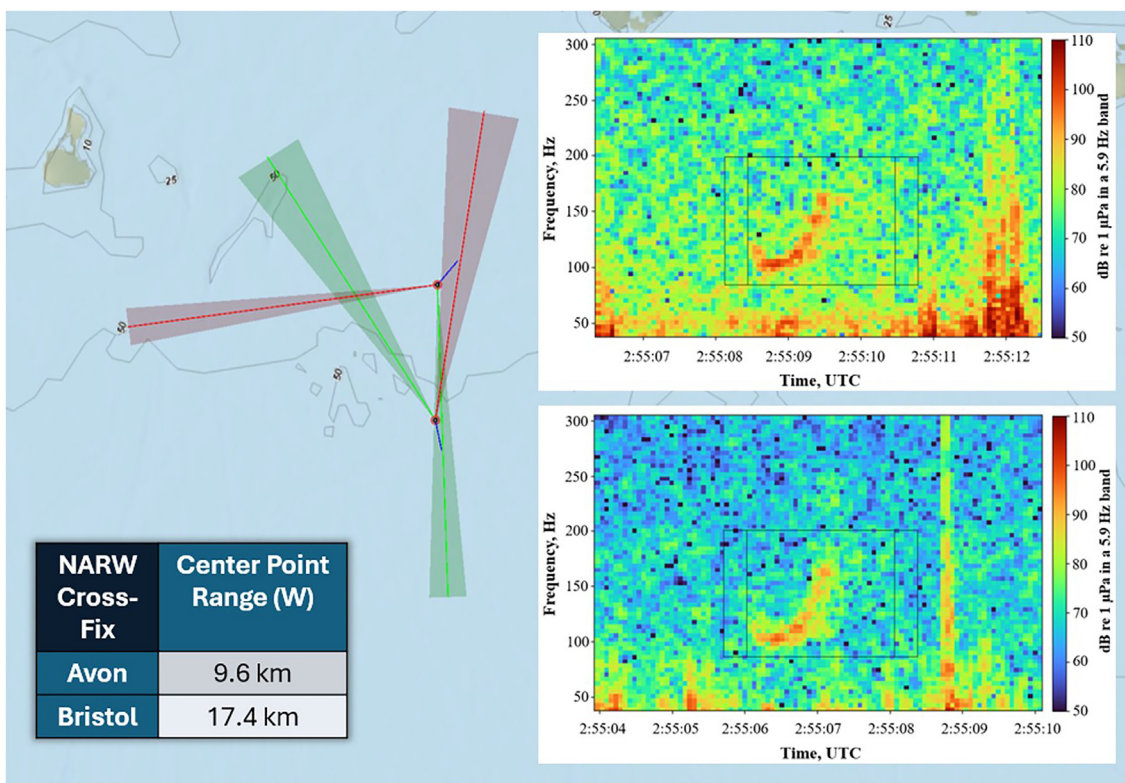 10
25
50
50
50
300
250
200
150
100
50
Frequency, Hz
2:55:07
2:55:08
2:55:09
2:55:10
2:55:11
2:55:12
Time, UTC
110
100
90
80
70
60
50
dB re 1 µPa in a 5.9 Hz band
300
250
200
150
100
50
Frequency, Hz
2:55:04
2:55:05
2:55:06
2:55:07
2:55:08
2:55:09
2:55:10
Time, UTC
110
100
90
80
70
60
50
dB re 1 µPa in a 5.9 Hz band
NARW
Cross-
Fix
Center Point
Range (W)
Avon
9.6 km
Bristol
17.4 km